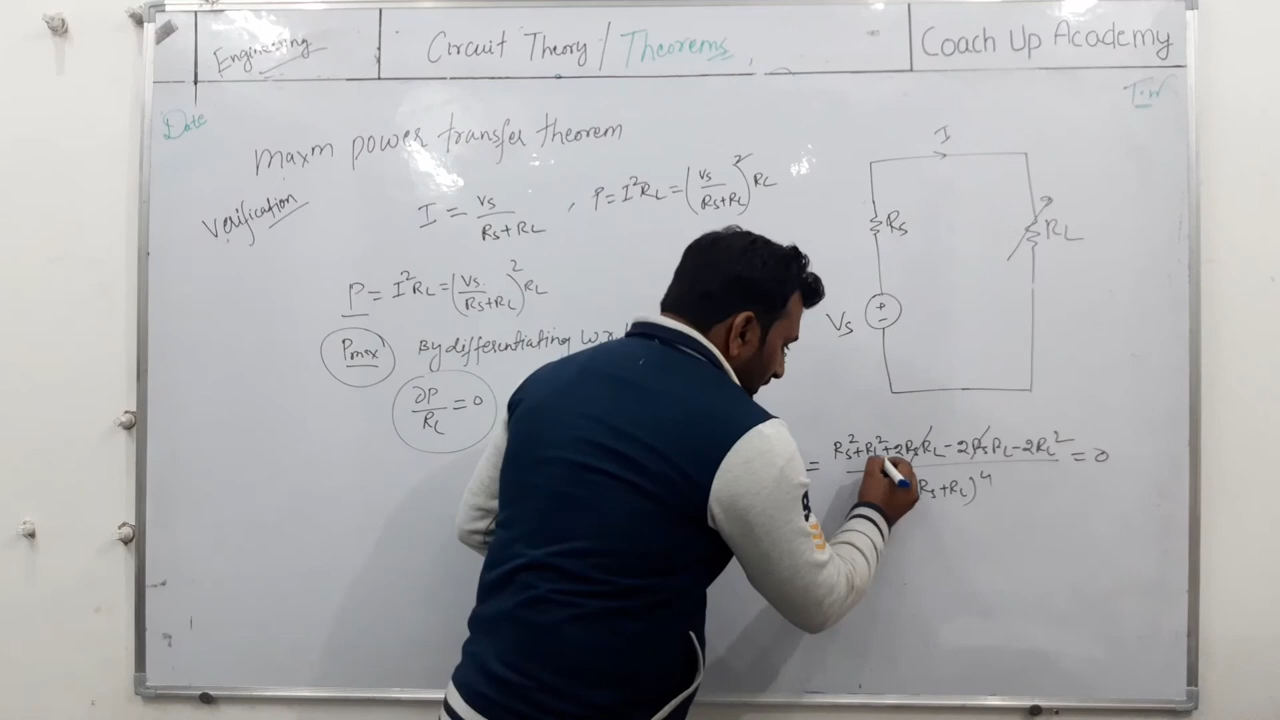 Engineering
Circuit Theory / Theorems
Coach Up Academy
Date
Maxm power transfer theorem
Verification
I = Vs/(Rs+RL) , P = I²RL = (Vs/(Rs+RL))² RL
P = I²RL = (Vs/(Rs+RL))² RL
Pmax By differentiating
∂P/RL = 0
I
Rs
RL
Vs
+
−
= (Rs²+RL²+2RsRL-2RsRL-2RL²)/(Rs+RL)⁴ = 0